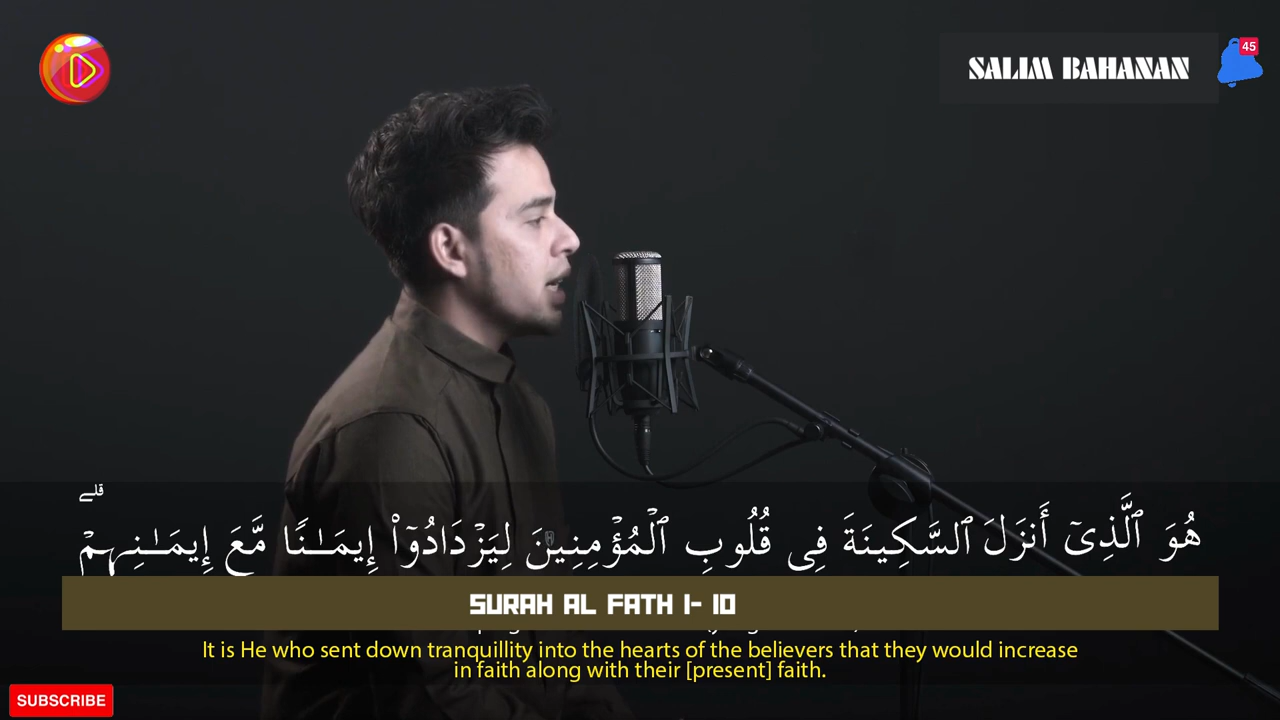 SALIM BAHANAN
45
هُوَ ٱلَّذِىٓ أَنزَلَ ٱلسَّكِينَةَ فِى قُلُوبِ ٱلْمُؤْمِنِينَ لِيَزْدَادُوٓا۟ إِيمَـٰنًا مَّعَ إِيمَـٰنِهِمْ ۗ
SURAH AL FATH 1- 10
It is He who sent down tranquillity into the hearts of the believers that they would increase
in faith along with their [present] faith.
SUBSCRIBE